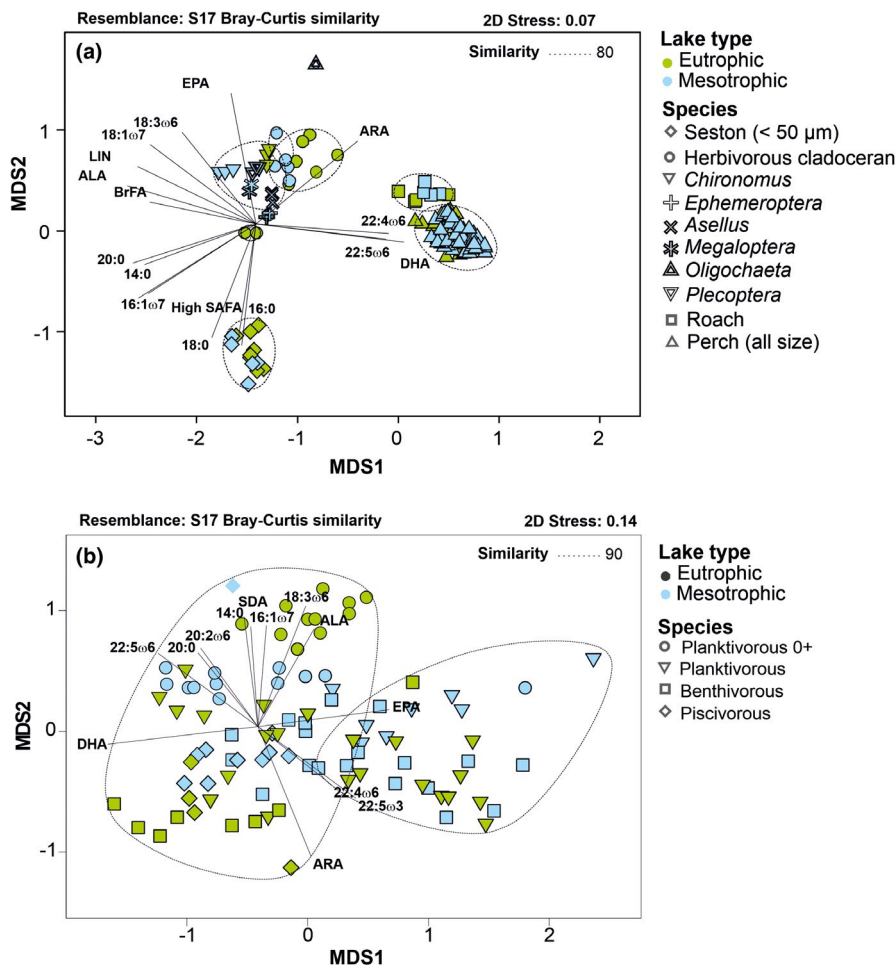 Resemblance: S17 Bray-Curtis similarity 2D Stress: 0.07
(a)
Similarity 80
EPA
18:3ω6
18:1ω7
ARA
LIN
ALA
BrFA
22:4ω6
22:5ω6
DHA
20:0
14:0
16:1ω7
High SAFA 16:0
18:0
MDS2
1
0
-1
-3 -2 -1 0 1 2
MDS1
Lake type
Eutrophic
Mesotrophic
Species
Seston (< 50 µm)
Herbivorous cladoceran
Chironomus
Ephemeroptera
Asellus
Megaloptera
Oligochaeta
Plecoptera
Roach
Perch (all size)
Resemblance: S17 Bray-Curtis similarity 2D Stress: 0.14
(b)
Similarity 90
SDA
18:3ω6
14:0
16:1ω7
ALA
20:2ω6
22:5ω6
20:0
EPA
DHA
22:4ω6
22:5ω3
ARA
MDS2
1
0
-1
-1 0 1 2
MDS1
Lake type
Eutrophic
Mesotrophic
Species
Planktivorous 0+
Planktivorous
Benthivorous
Piscivorous